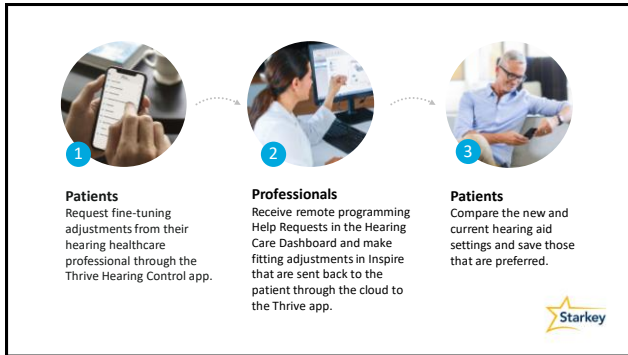 1
Patients
Request fine-tuning
adjustments from their
hearing healthcare
professional through the
Thrive Hearing Control app.
2
Professionals
Receive remote programming
Help Requests in the Hearing
Care Dashboard and make
fitting adjustments in Inspire
that are sent back to the
patient through the cloud to
the Thrive app.
3
Patients
Compare the new and
current hearing aid
settings and save those
that are preferred.
Starkey